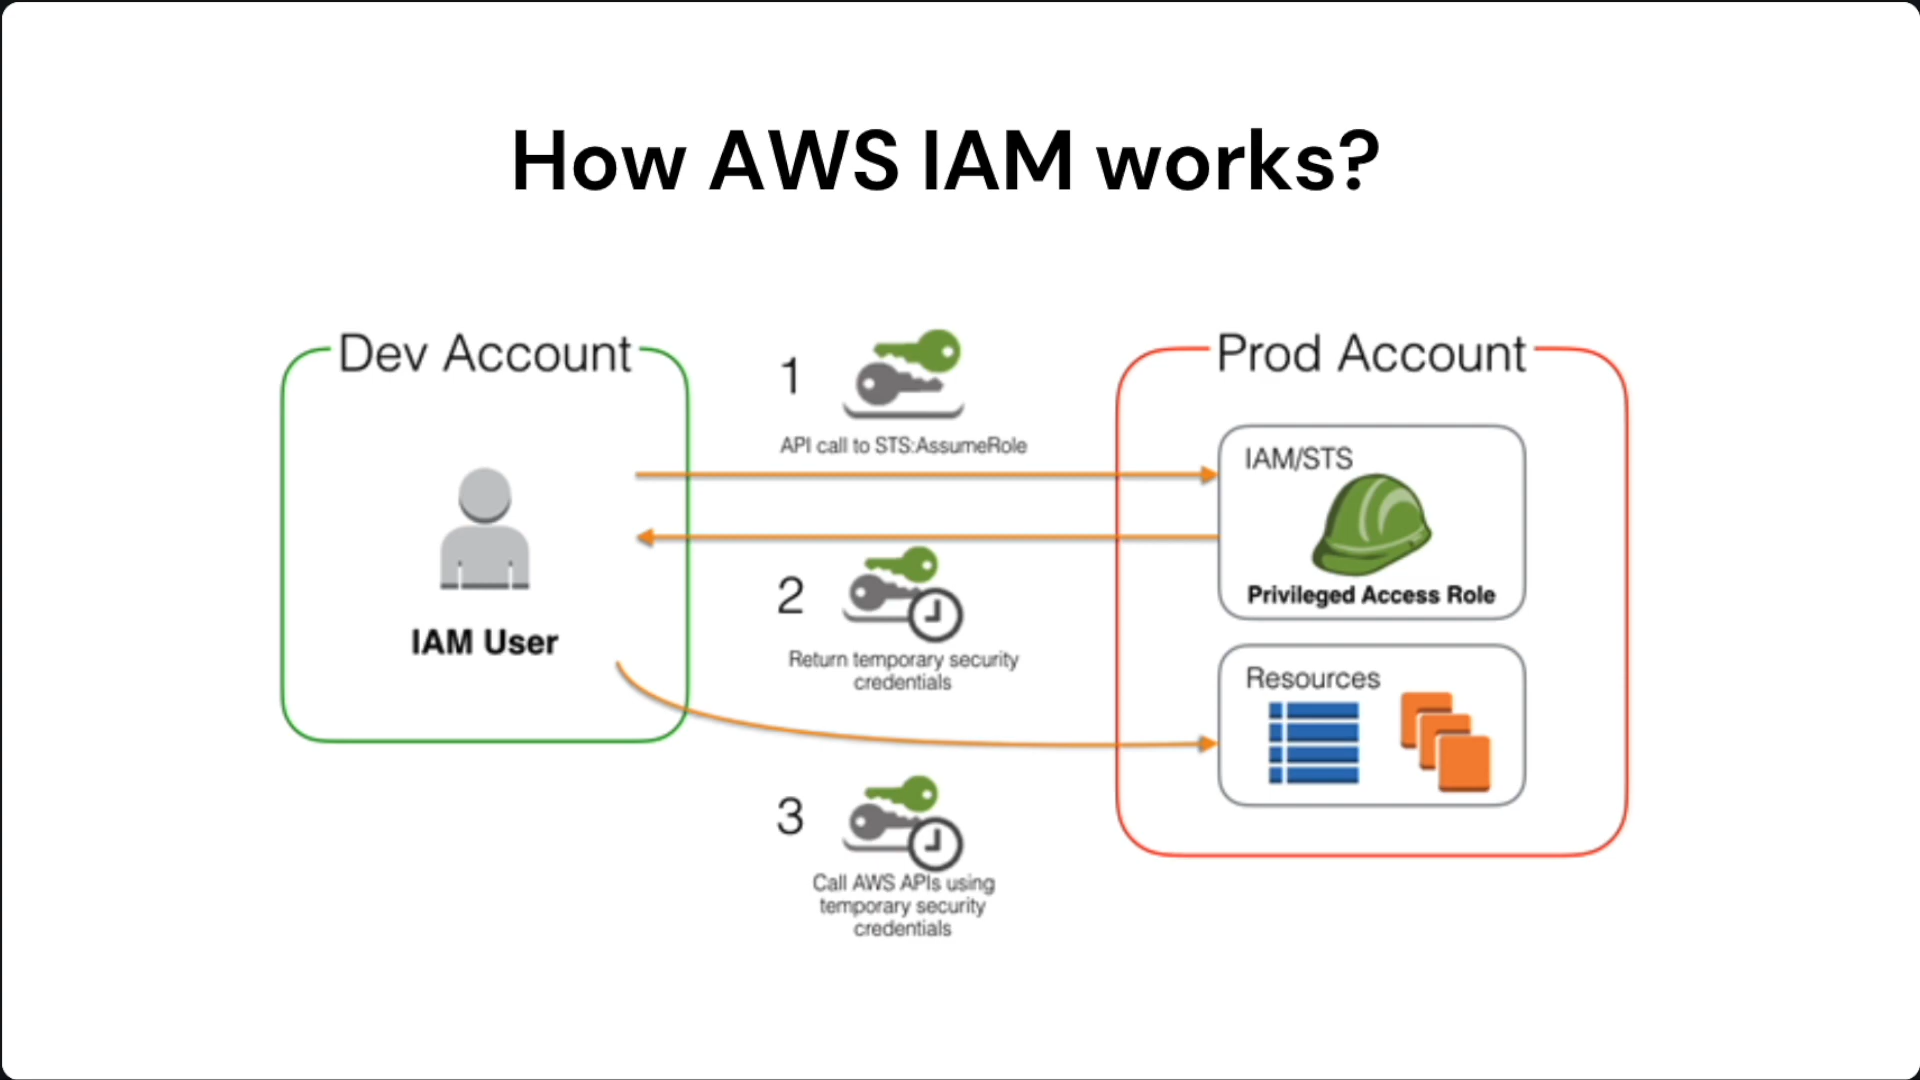 How AWS IAM works?
Dev Account
IAM User
1
API call to STS:AssumeRole
2
Return temporary security
credentials
3
Call AWS APIs using
temporary security
credentials
Prod Account
IAM/STS
Privileged Access Role
Resources